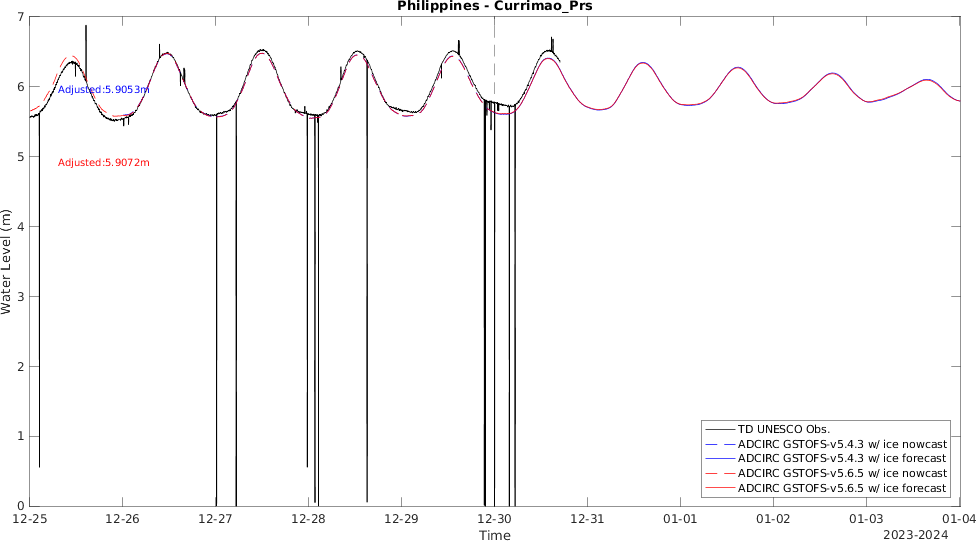 Philippines - Currimao_Prs
7
6
5
4
3
2
1
0
Water Level (m)
Adjusted:5.9053m
Adjusted:5.9072m
TD UNESCO Obs.
ADCIRC GSTOFS-v5.4.3 w/ ice nowcast
ADCIRC GSTOFS-v5.4.3 w/ ice forecast
ADCIRC GSTOFS-v5.6.5 w/ ice nowcast
ADCIRC GSTOFS-v5.6.5 w/ ice forecast
12-25 12-26 12-27 12-28 12-29 12-30 12-31 01-01 01-02 01-03 01-04
Time
2023-2024